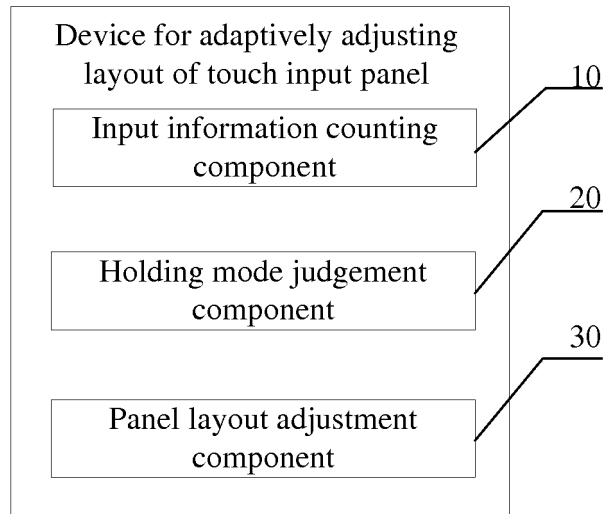 Device for adaptively adjusting
layout of touch input panel
10
Input information counting
component
20
Holding mode judgement
component
30
Panel layout adjustment
component